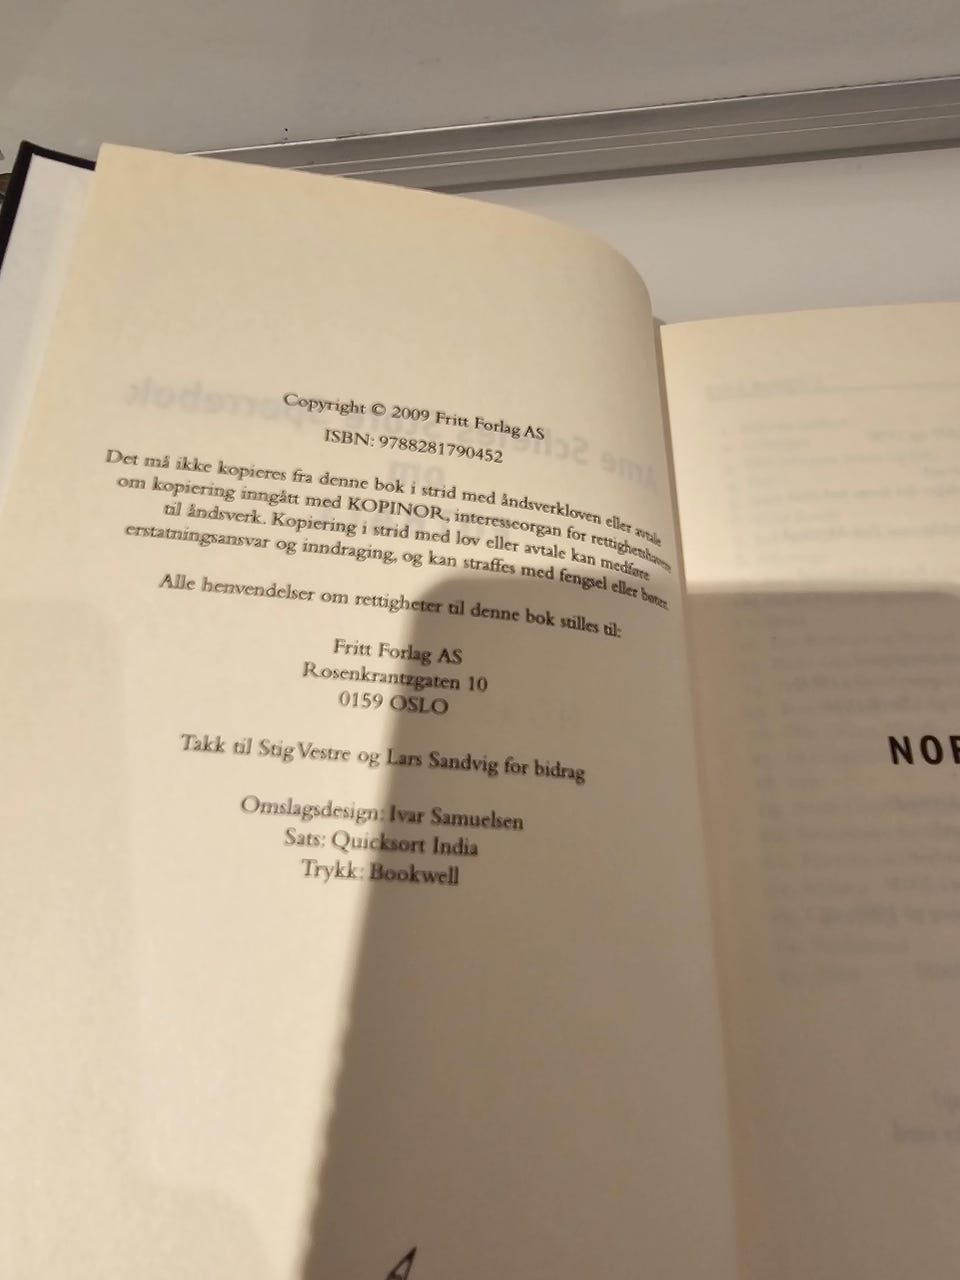 Copyright © 2009 Fritt Forlag AS
ISBN: 9788281790452
Det må ikke kopieres fra denne bok i strid med åndsverkloven eller avtale
om kopiering inngått med KOPINOR, interesseorgan for rettighetshavere
til åndsverk. Kopiering i strid med lov eller avtale kan medføre
erstatningsansvar og inndraging, og kan straffes med fengsel eller bøter.
Alle henvendelser om rettigheter til denne bok stilles til:
Fritt Forlag AS
Rosenkrantzgaten 10
0159 OSLO
Takk til Stig Vestre og Lars Sandvig for bidrag
Omslagsdesign: Ivar Samuelsen
Sats: Quicksort India
Trykk: Bookwell
NOR